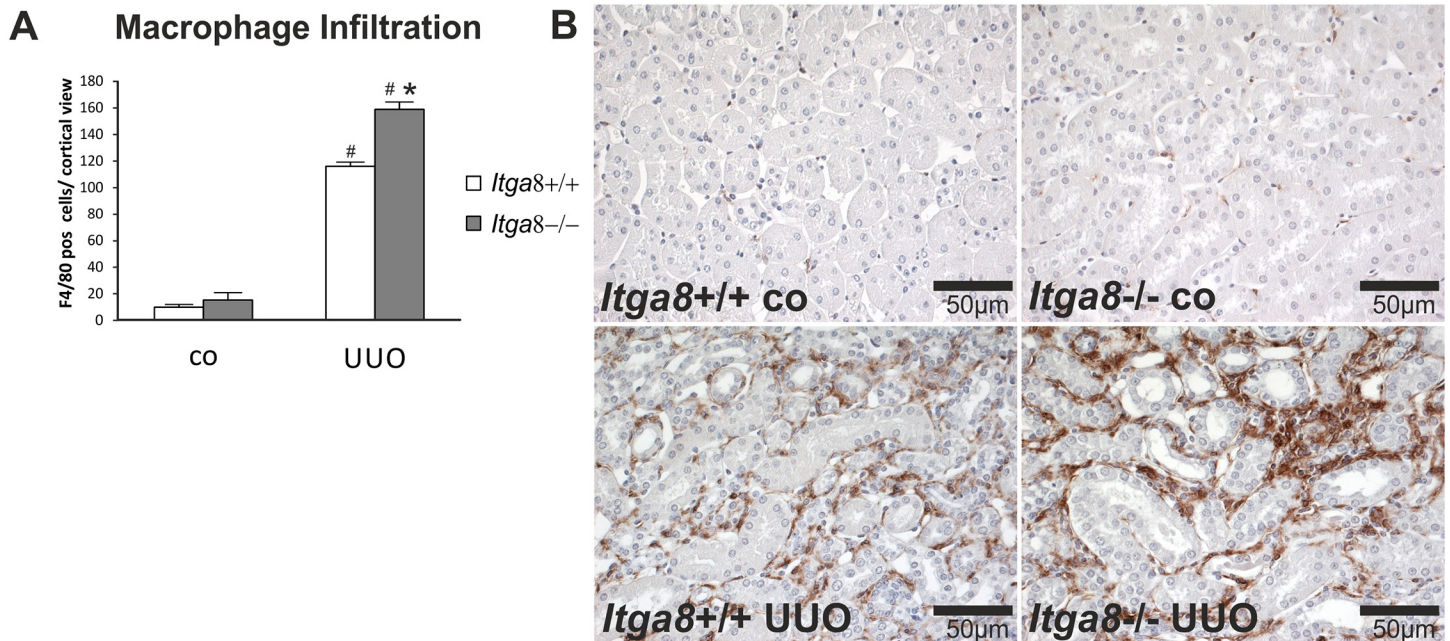 A
Macrophage Infiltration
F4/80 pos cells/ cortical view
180
160
140
120
100
80
60
40
20
0
#
# *
co
UUO
Itga8+/+
Itga8−/−
B
Itga8+/+ co
50µm
Itga8-/- co
50µm
Itga8+/+ UUO
50µm
Itga8-/- UUO
50µm